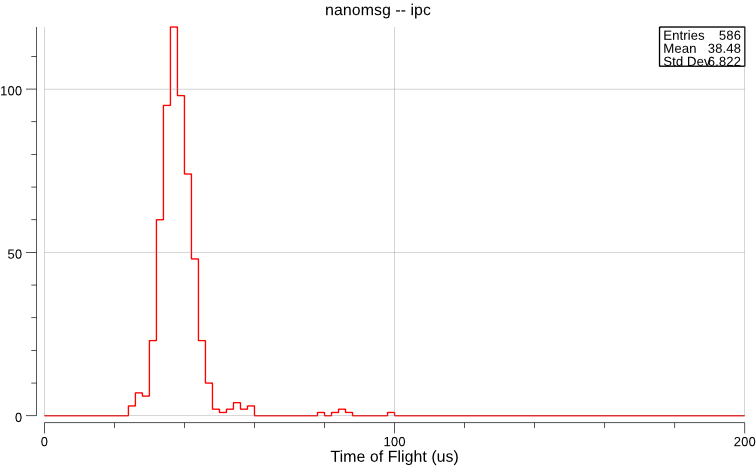 nanomsg -- ipc
Entries 586
Mean 38.48
Std Dev 6.822
100
50
0
0 100 200
Time of Flight (us)